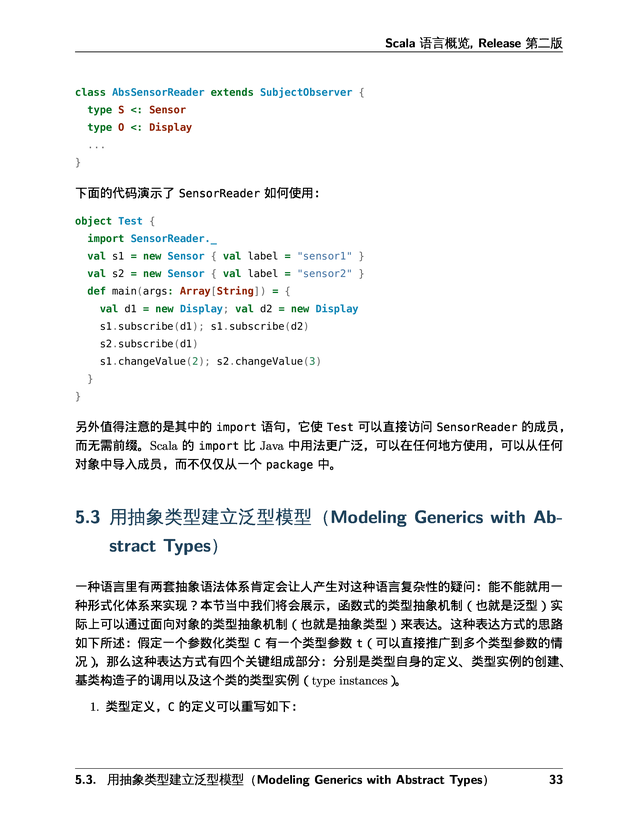 Scala 语言概览, Release 第二版
class AbsSensorReader extends SubjectObserver {
  type S <: Sensor
  type O <: Display
  ...
}
下面的代码演示了 SensorReader 如何使用：
object Test {
  import SensorReader._
  val s1 = new Sensor { val label = "sensor1" }
  val s2 = new Sensor { val label = "sensor2" }
  def main(args: Array[String]) = {
    val d1 = new Display; val d2 = new Display
    s1.subscribe(d1); s1.subscribe(d2)
    s2.subscribe(d1)
    s1.changeValue(2); s2.changeValue(3)
  }
}
另外值得注意的是其中的 import 语句，它使 Test 可以直接访问 SensorReader 的成员，
而无需前缀。Scala 的 import 比 Java 中用法更广泛，可以在任何地方使用，可以从任何
对象中导入成员，而不仅仅从一个 package 中。
5.3 用抽象类型建立泛型模型（Modeling Generics with Ab-
stract Types）
一种语言里有两套抽象语法体系肯定会让人产生对这种语言复杂性的疑问：能不能就用一
种形式化体系来实现？本节当中我们将会展示，函数式的类型抽象机制（也就是泛型）实
际上可以通过面向对象的类型抽象机制（也就是抽象类型）来表达。这种表达方式的思路
如下所述：假定一个参数化类型 C 有一个类型参数 t（可以直接推广到多个类型参数的情
况），那么这种表达方式有四个关键组成部分：分别是类型自身的定义、类型实例的创建、
基类构造子的调用以及这个类的类型实例（type instances）。
1. 类型定义，C 的定义可以重写如下：
5.3. 用抽象类型建立泛型模型（Modeling Generics with Abstract Types） 33